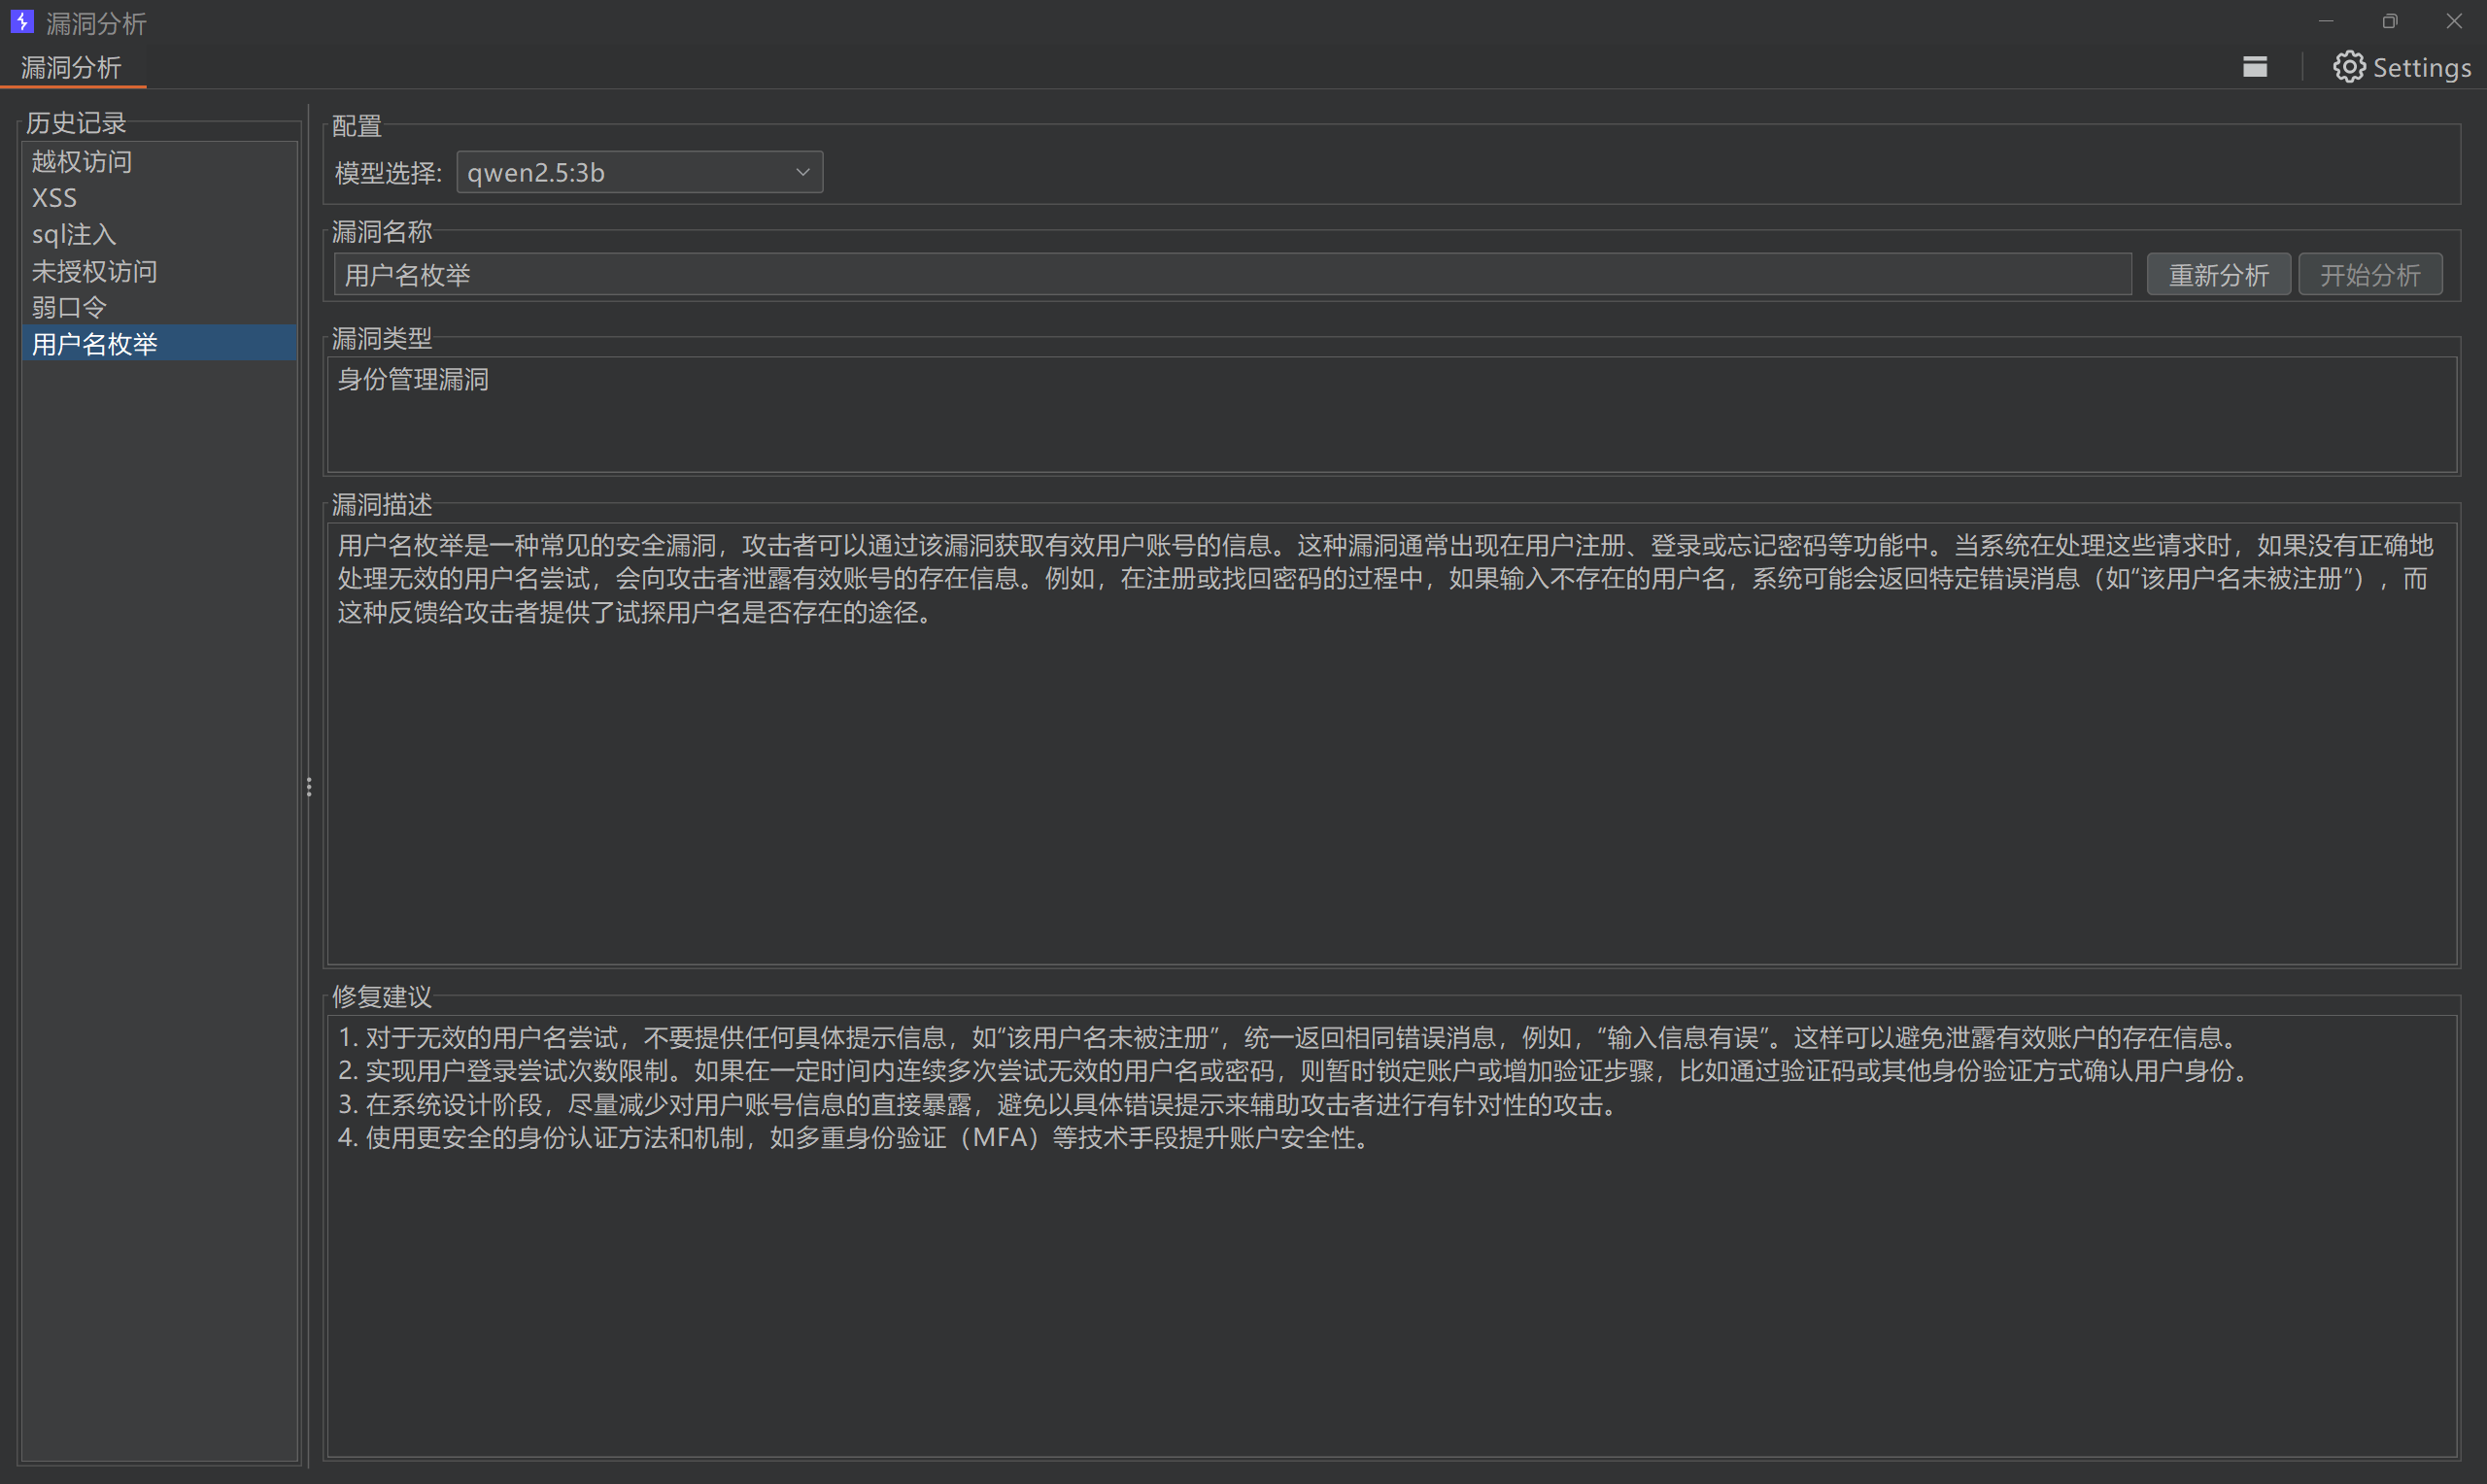 漏洞分析
漏洞分析
Settings
历史记录
越权访问
XSS
sql注入
未授权访问
弱口令
用户名枚举
配置
模型选择: qwen2.5:3b
漏洞名称
用户名枚举 重新分析 开始分析
漏洞类型
身份管理漏洞
漏洞描述
用户名枚举是一种常见的安全漏洞，攻击者可以通过该漏洞获取有效用户账号的信息。这种漏洞通常出现在用户注册、登录或忘记密码等功能中。当系统在处理这些请求时，如果没有正确地
处理无效的用户名尝试，会向攻击者泄露有效账号的存在信息。例如，在注册或找回密码的过程中，如果输入不存在的用户名，系统可能会返回特定错误消息（如“该用户名未被注册”），而
这种反馈给攻击者提供了试探用户名是否存在的途径。
修复建议
1. 对于无效的用户名尝试，不要提供任何具体提示信息，如“该用户名未被注册”，统一返回相同错误消息，例如，“输入信息有误”。这样可以避免泄露有效账户的存在信息。
2. 实现用户登录尝试次数限制。如果在一定时间内连续多次尝试无效的用户名或密码，则暂时锁定账户或增加验证步骤，比如通过验证码或其他身份验证方式确认用户身份。
3. 在系统设计阶段，尽量减少对用户账号信息的直接暴露，避免以具体错误提示来辅助攻击者进行有针对性的攻击。
4. 使用更安全的身份认证方法和机制，如多重身份验证（MFA）等技术手段提升账户安全性。